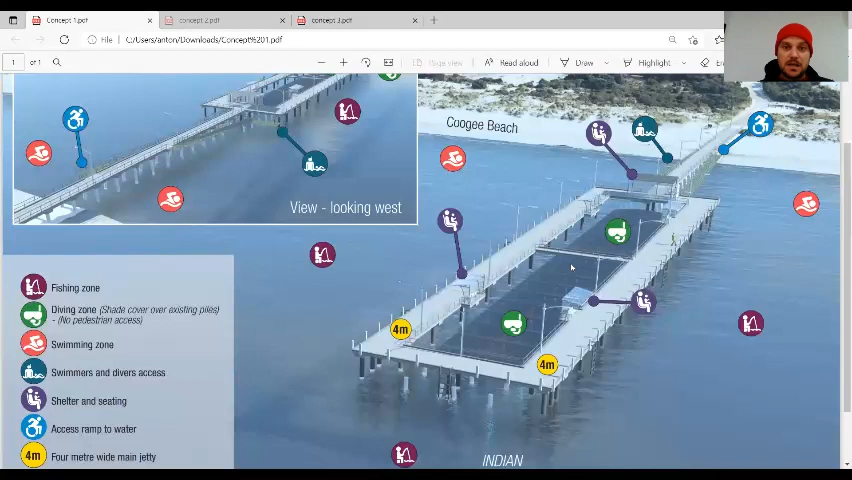 Concept 1.pdf
concept 2.pdf
concept 3.pdf
File
C:/Users/anton/Downloads/Concept%201.pdf
1
of 1
Page view
Read aloud
Draw
Highlight
Coogee Beach
View - looking west
Fishing zone
Diving zone (Shade cover over existing piles)
- (No pedestrian access)
Swimming zone
Swimmers and divers access
Shelter and seating
Access ramp to water
4m
Four metre wide main jetty
4m
4m
INDIAN